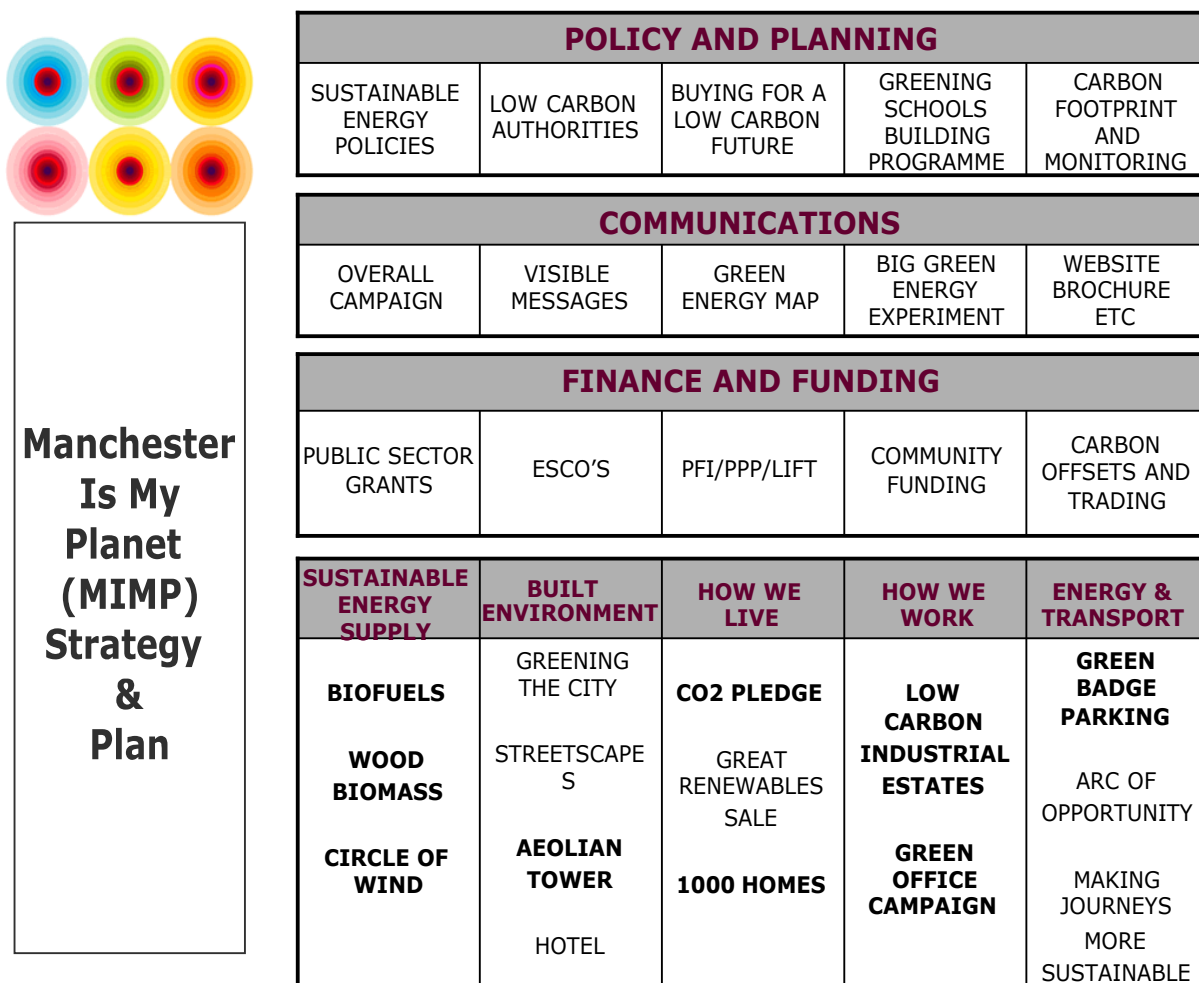 Manchester
Is My
Planet
(MIMP)
Strategy
&
Plan
POLICY AND PLANNING
SUSTAINABLE
ENERGY
POLICIES
LOW CARBON
AUTHORITIES
BUYING FOR A
LOW CARBON
FUTURE
GREENING
SCHOOLS
BUILDING
PROGRAMME
CARBON
FOOTPRINT
AND
MONITORING
COMMUNICATIONS
OVERALL
CAMPAIGN
VISIBLE
MESSAGES
GREEN
ENERGY MAP
BIG GREEN
ENERGY
EXPERIMENT
WEBSITE
BROCHURE
ETC
FINANCE AND FUNDING
PUBLIC SECTOR
GRANTS
ESCO'S
PFI/PPP/LIFT
COMMUNITY
FUNDING
CARBON
OFFSETS AND
TRADING
SUSTAINABLE
ENERGY
SUPPLY
BUILT
ENVIRONMENT
HOW WE
LIVE
HOW WE
WORK
ENERGY &
TRANSPORT
BIOFUELS
WOOD
BIOMASS
CIRCLE OF
WIND
GREENING
THE CITY
STREETSCAPE
S
AEOLIAN
TOWER
HOTEL
CO2 PLEDGE
GREAT
RENEWABLES
SALE
1000 HOMES
LOW
CARBON
INDUSTRIAL
ESTATES
GREEN
OFFICE
CAMPAIGN
GREEN
BADGE
PARKING
ARC OF
OPPORTUNITY
MAKING
JOURNEYS
MORE
SUSTAINABLE